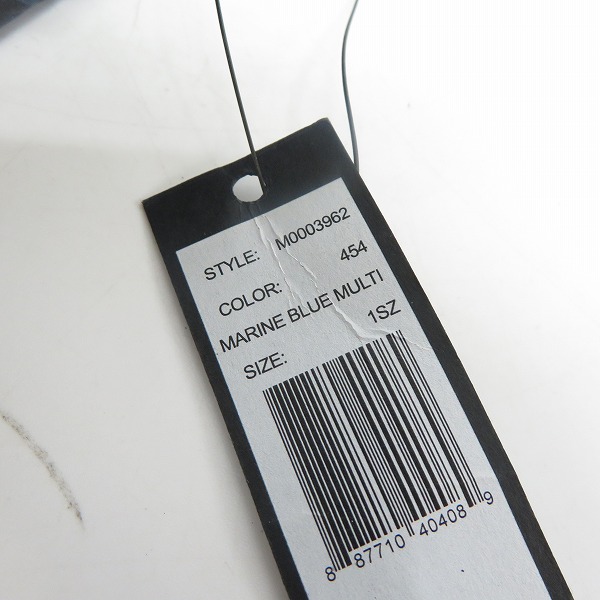 STYLE: M0003962
COLOR: 454
MARINE BLUE MULTI
SIZE: 1SZ
8 87710 40408 9